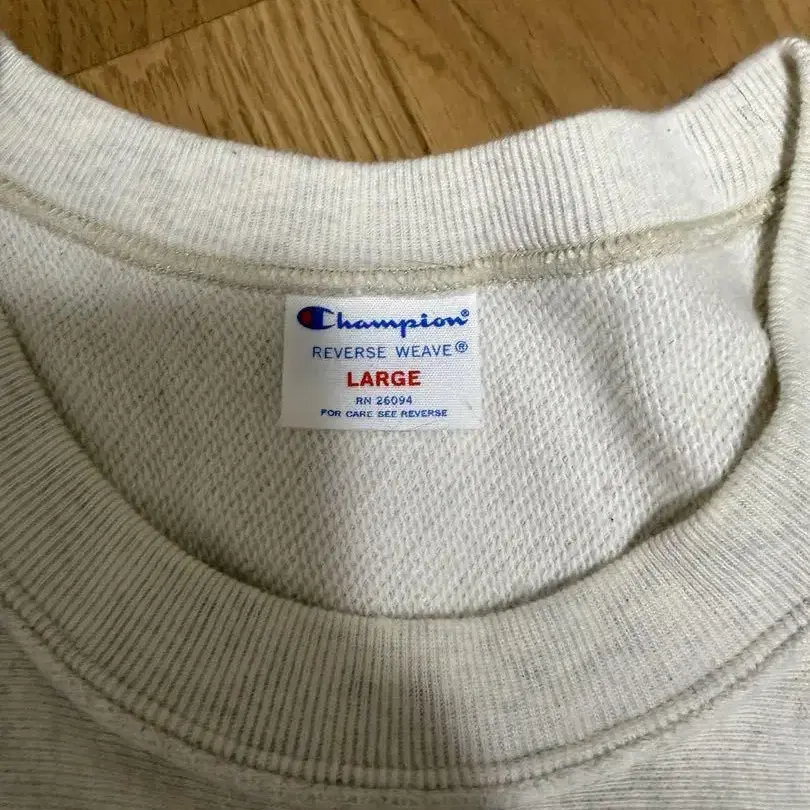 Champion®
REVERSE WEAVE®
LARGE
RN 26094
FOR CARE SEE REVERSE